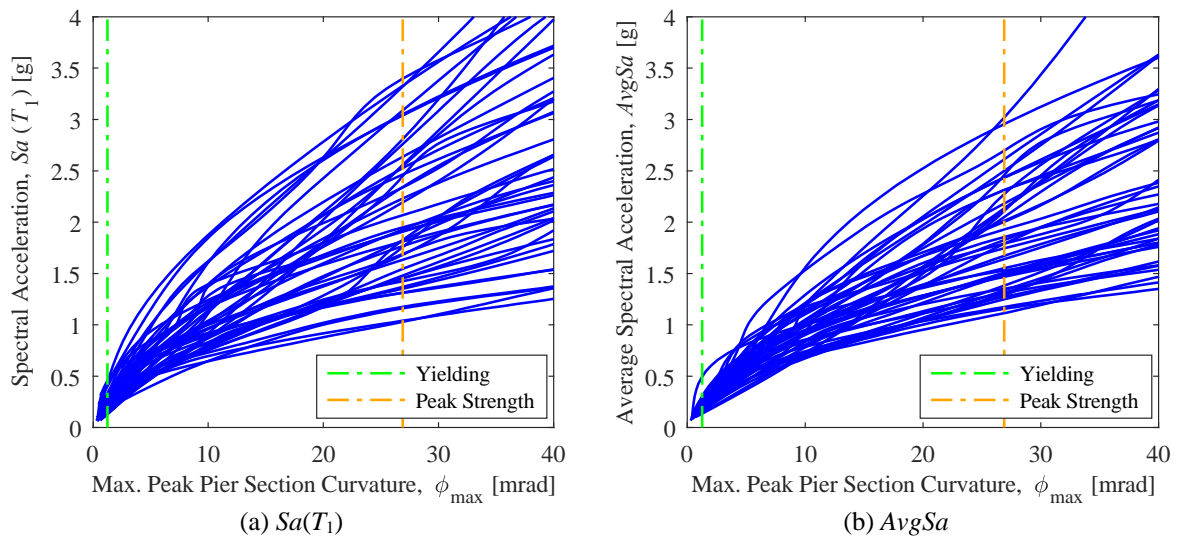 Spectral Acceleration, Sa (T1) [g]
4
3.5
3
2.5
2
1.5
1
0.5
0
0 10 20 30 40
Yielding
Peak Strength
Max. Peak Pier Section Curvature, ϕmax [mrad]
(a) Sa(T1)
Average Spectral Acceleration, AvgSa [g]
4
3.5
3
2.5
2
1.5
1
0.5
0
0 10 20 30 40
Yielding
Peak Strength
Max. Peak Pier Section Curvature, ϕmax [mrad]
(b) AvgSa